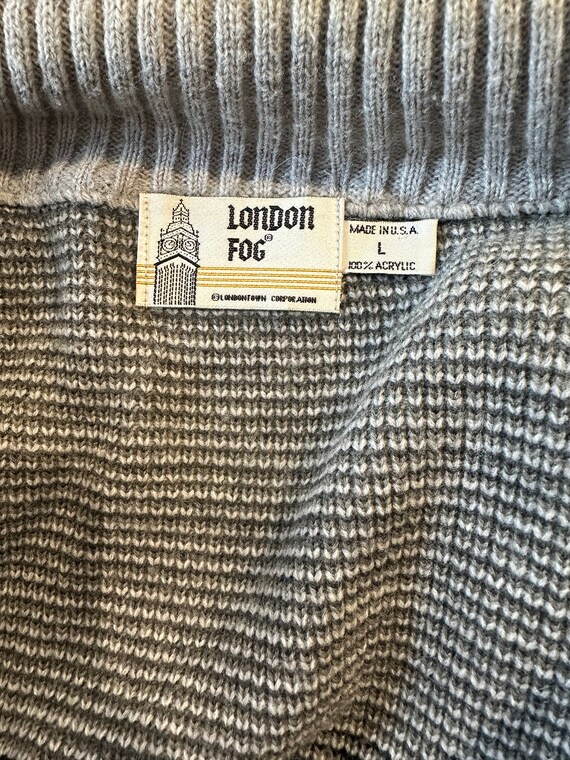 LONDON
FOG®
©LONDONTOWN CORPORATION
MADE IN U.S.A.
L
100% ACRYLIC